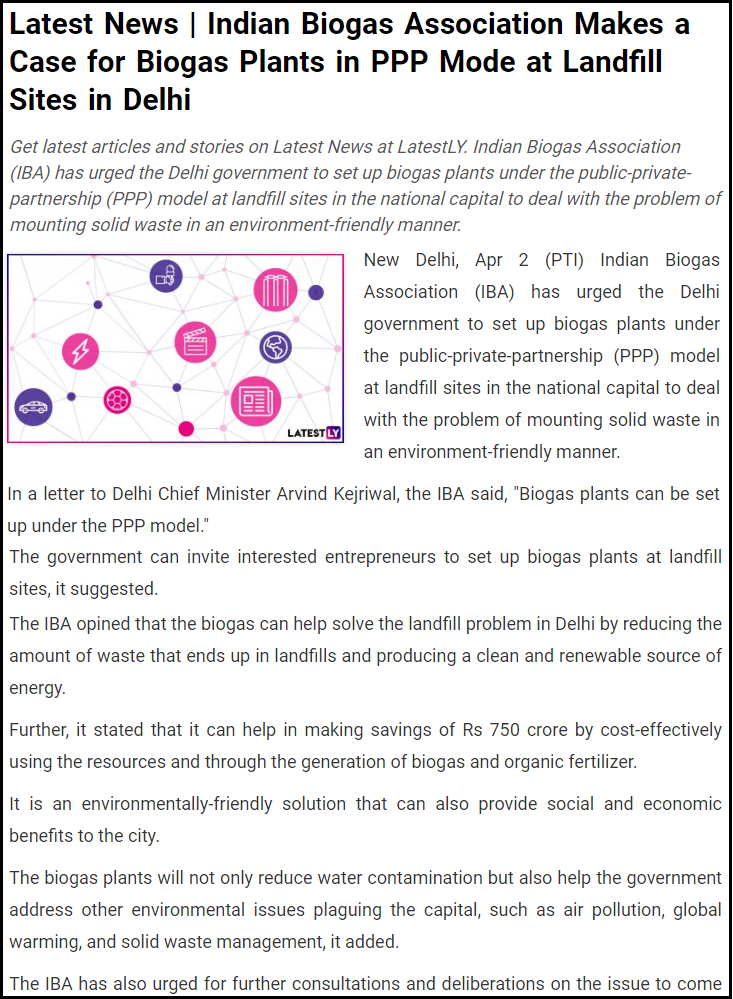 Latest News | Indian Biogas Association Makes a
Case for Biogas Plants in PPP Mode at Landfill
Sites in Delhi
Get latest articles and stories on Latest News at LatestLY. Indian Biogas Association
(IBA) has urged the Delhi government to set up biogas plants under the public-private-
partnership (PPP) model at landfill sites in the national capital to deal with the problem of
mounting solid waste in an environment-friendly manner.
LATESTLY
New Delhi, Apr 2 (PTI) Indian Biogas
Association (IBA) has urged the Delhi
government to set up biogas plants under
the public-private-partnership (PPP) model
at landfill sites in the national capital to deal
with the problem of mounting solid waste in
an environment-friendly manner.
In a letter to Delhi Chief Minister Arvind Kejriwal, the IBA said, "Biogas plants can be set
up under the PPP model."
The government can invite interested entrepreneurs to set up biogas plants at landfill
sites, it suggested.
The IBA opined that the biogas can help solve the landfill problem in Delhi by reducing the
amount of waste that ends up in landfills and producing a clean and renewable source of
energy.
Further, it stated that it can help in making savings of Rs 750 crore by cost-effectively
using the resources and through the generation of biogas and organic fertilizer.
It is an environmentally-friendly solution that can also provide social and economic
benefits to the city.
The biogas plants will not only reduce water contamination but also help the government
address other environmental issues plaguing the capital, such as air pollution, global
warming, and solid waste management, it added.
The IBA has also urged for further consultations and deliberations on the issue to come